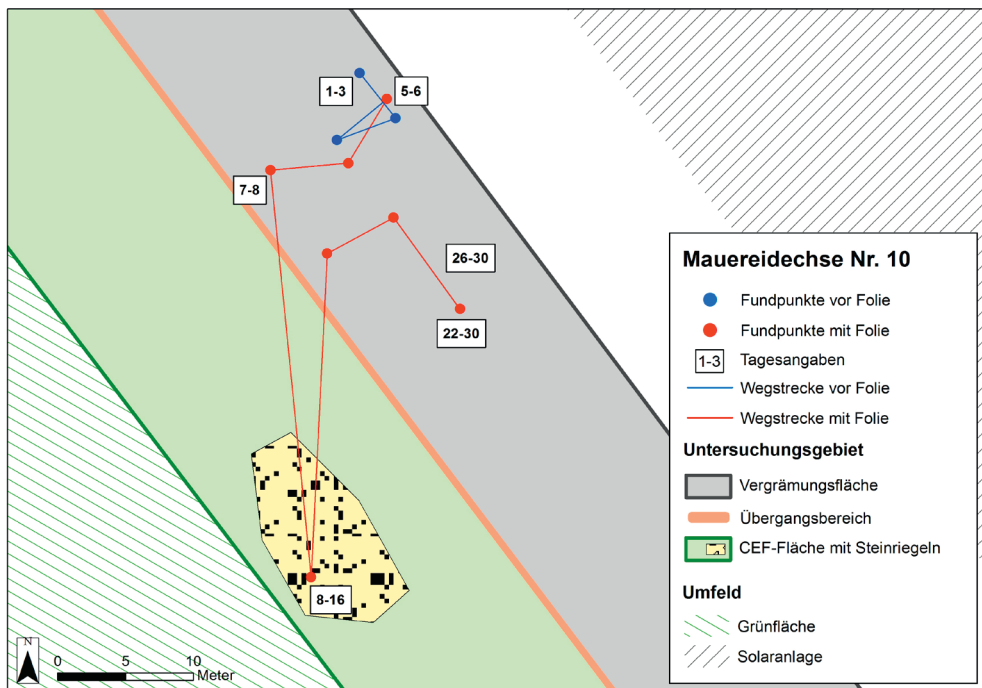 1-3
5-6
7-8
26-30
22-30
8-16
Mauereidechse Nr. 10
Fundpunkte vor Folie
Fundpunkte mit Folie
1-3 Tagesangaben
Wegstrecke vor Folie
Wegstrecke mit Folie
Untersuchungsgebiet
Vergrämungsfläche
Übergangsbereich
CEF-Fläche mit Steinriegeln
Umfeld
Grünfläche
Solaranlage
N
0 5 10
Meter